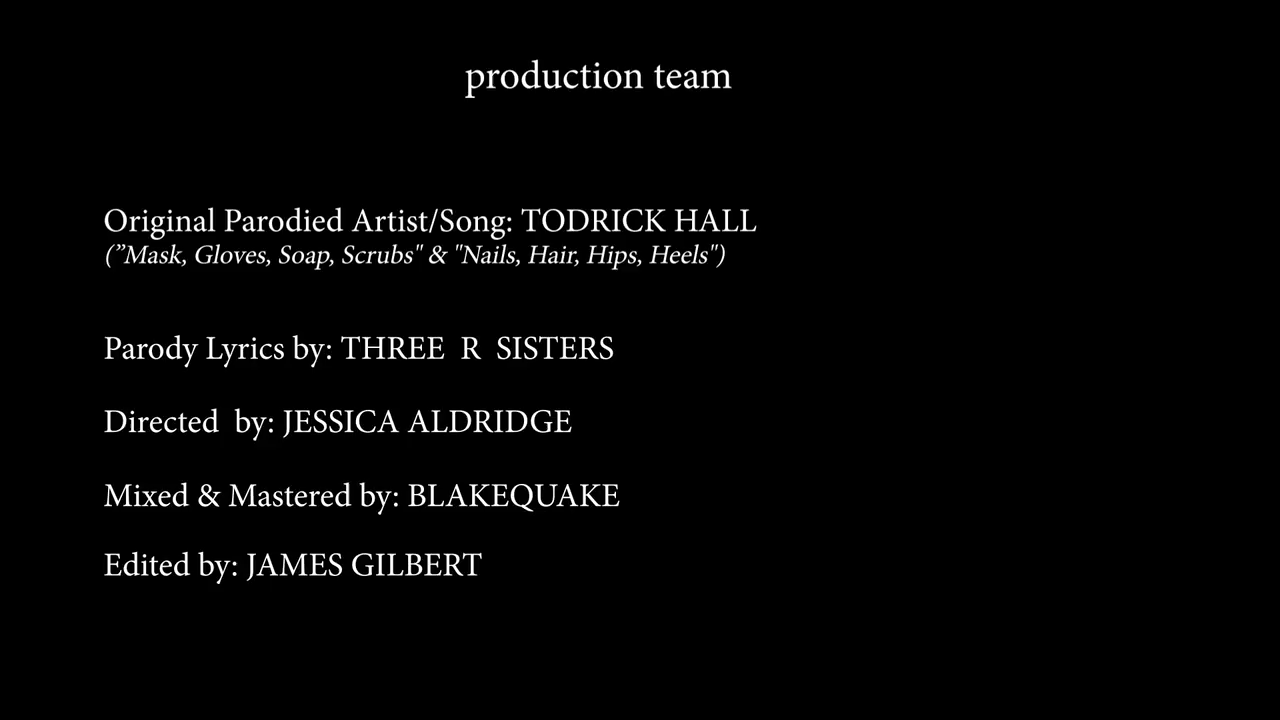 production team
Original Parodied Artist/Song: TODRICK HALL
(”Mask, Gloves, Soap, Scrubs" & "Nails, Hair, Hips, Heels")
Parody Lyrics by: THREE  R  SISTERS
Directed  by: JESSICA ALDRIDGE
Mixed & Mastered by: BLAKEQUAKE
Edited by: JAMES GILBERT